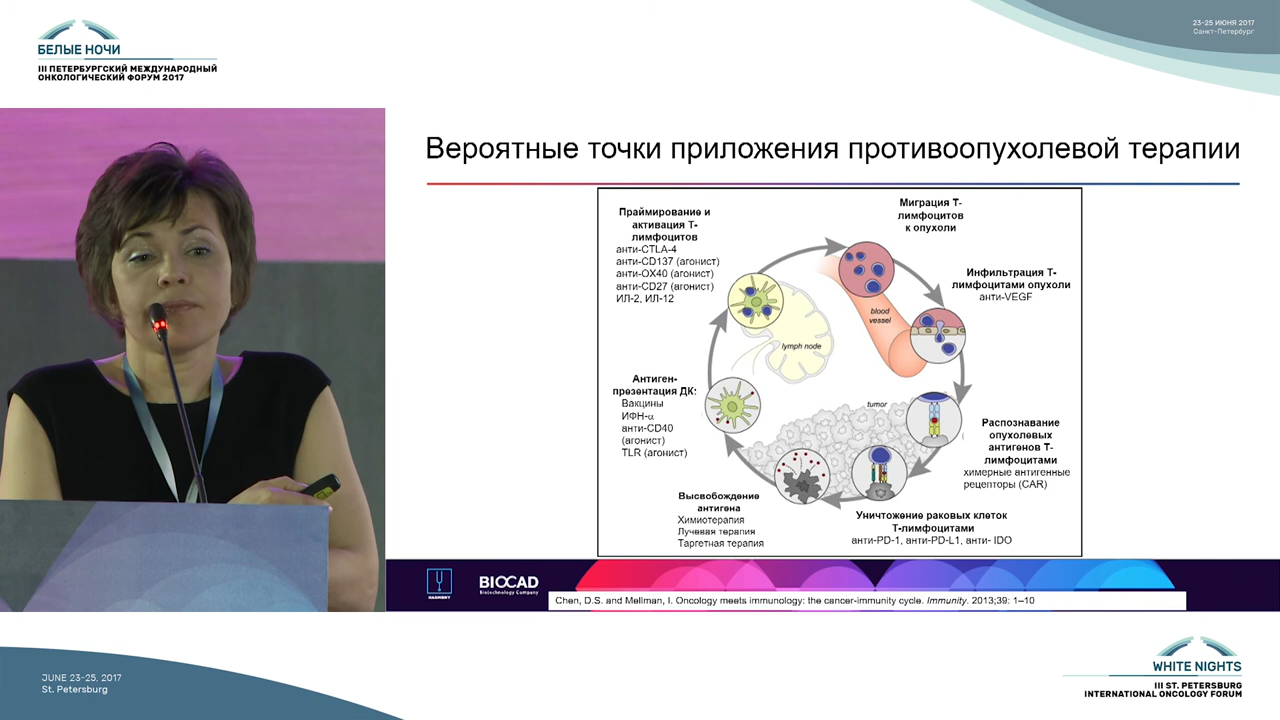 БЕЛЫЕ НОЧИ
III ПЕТЕРБУРГСКИЙ МЕЖДУНАРОДНЫЙ
ОНКОЛОГИЧЕСКИЙ ФОРУМ 2017
23-25 ИЮНЯ 2017
Санкт-Петербург
Вероятные точки приложения противоопухолевой терапии
Праймирование и
активация Т-
лимфоцитов
анти-CTLA-4
анти-CD137 (агонист)
анти-OX40 (агонист)
анти-CD27 (агонист)
ИЛ-2, ИЛ-12
Миграция Т-
лимфоцитов
к опухоли
Инфильтрация Т-
лимфоцитами опухоли
анти-VEGF
blood
vessel
lymph node
Антиген-
презентация ДК:
Вакцины
ИФН-α
анти-CD40
(агонист)
TLR (агонист)
tumor
Распознавание
опухолевых
антигенов Т-
лимфоцитами
химерные антигенные
рецепторы (CAR)
Высвобождение
антигена
Химиотерапия
Лучевая терапия
Таргетная терапия
Уничтожение раковых клеток
Т-лимфоцитами
анти-PD-1, анти-PD-L1, анти- IDO
HARMONY
BIOCAD
Biotechnology Company
Chen, D.S. and Mellman, I. Oncology meets immunology: the cancer-immunity cycle. Immunity. 2013;39: 1–10
JUNE 23-25, 2017
St. Petersburg
WHITE NIGHTS
III ST. PETERSBURG
INTERNATIONAL ONCOLOGY FORUM